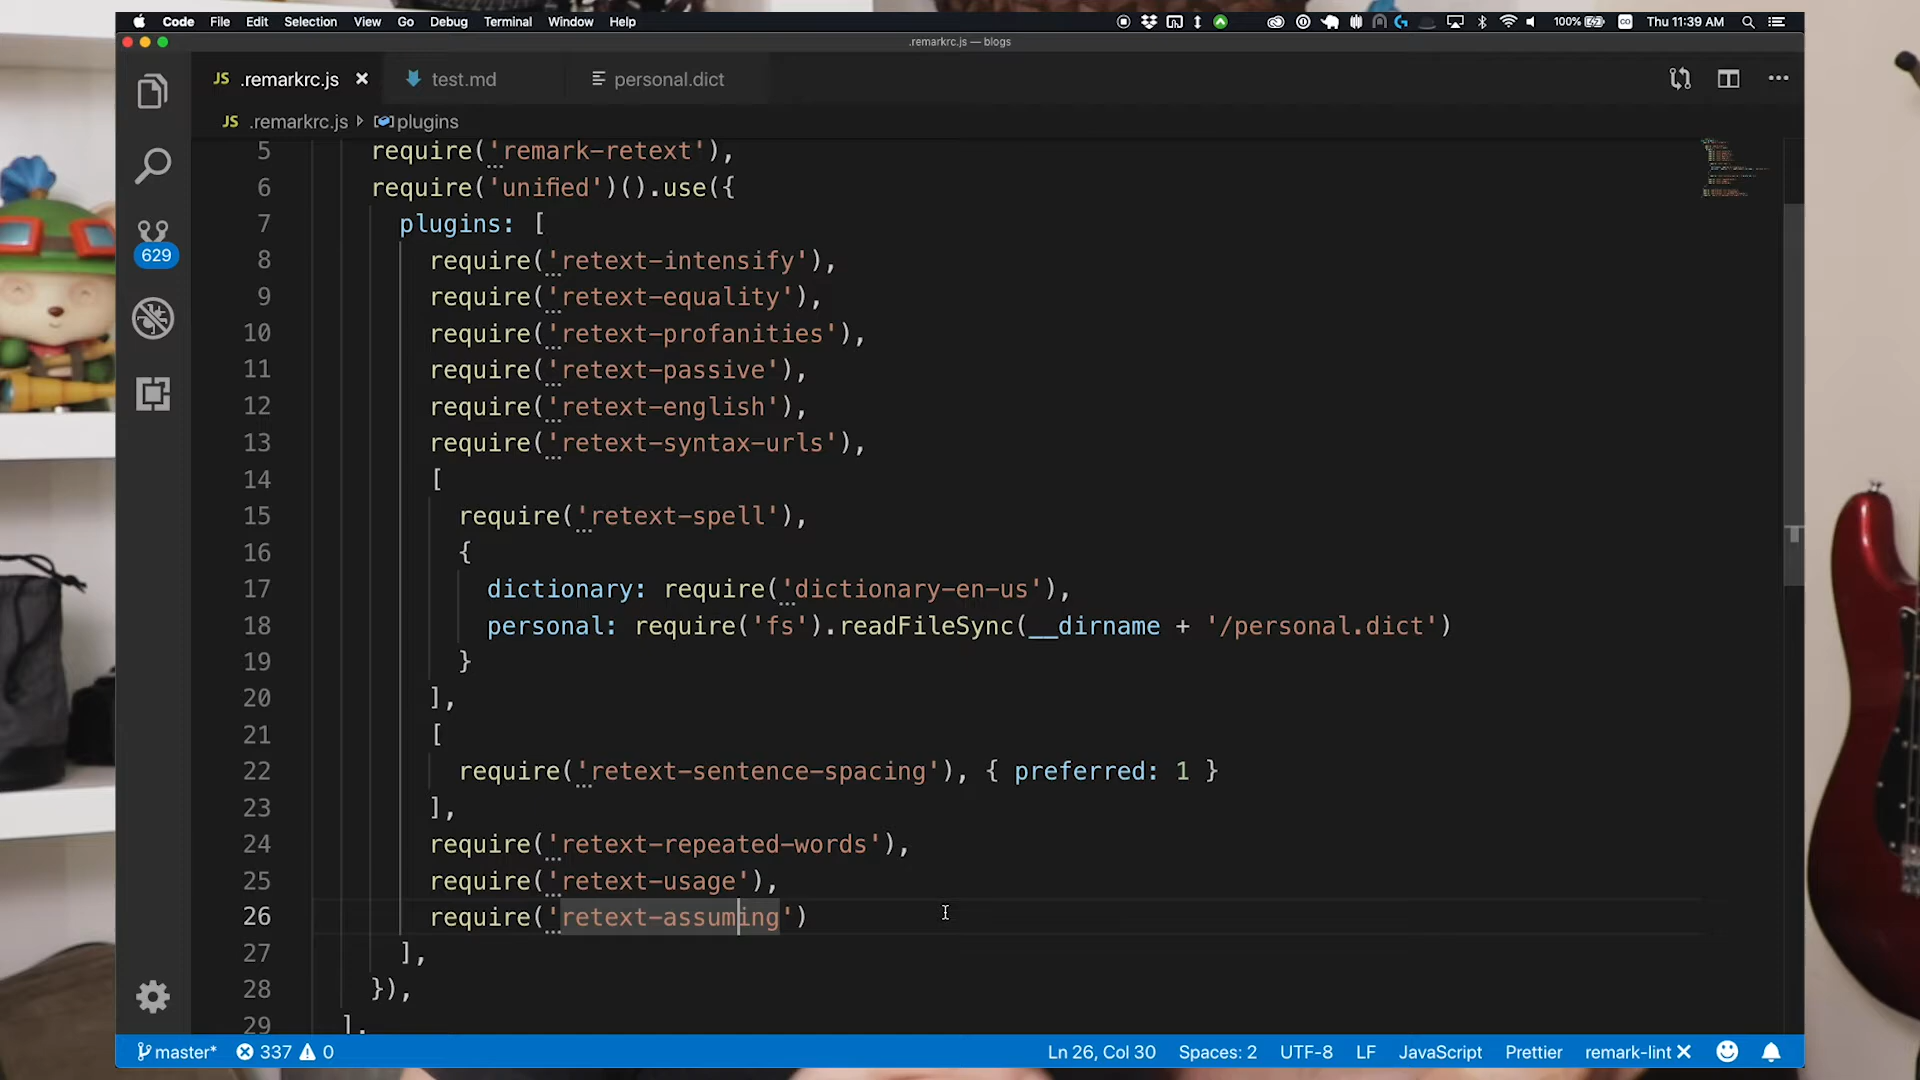 Code File Edit Selection View Go Debug Terminal Window Help 100% Thu 11:39 AM
.remarkrc.js — blogs
JS .remarkrc.js test.md personal.dict
JS .remarkrc.js plugins
629
5 require('remark-retext'),
6 require('unified')().use({
7 plugins: [
8 require('retext-intensify'),
9 require('retext-equality'),
10 require('retext-profanities'),
11 require('retext-passive'),
12 require('retext-english'),
13 require('retext-syntax-urls'),
14 [
15 require('retext-spell'),
16 {
17 dictionary: require('dictionary-en-us'),
18 personal: require('fs').readFileSync(__dirname + '/personal.dict')
19 }
20 ],
21 [
22 require('retext-sentence-spacing'), { preferred: 1 }
23 ],
24 require('retext-repeated-words'),
25 require('retext-usage'),
26 require('retext-assuming')
27 ],
28 }),
29 ],
master* 337 0 Ln 26, Col 30 Spaces: 2 UTF-8 LF JavaScript Prettier remark-lint